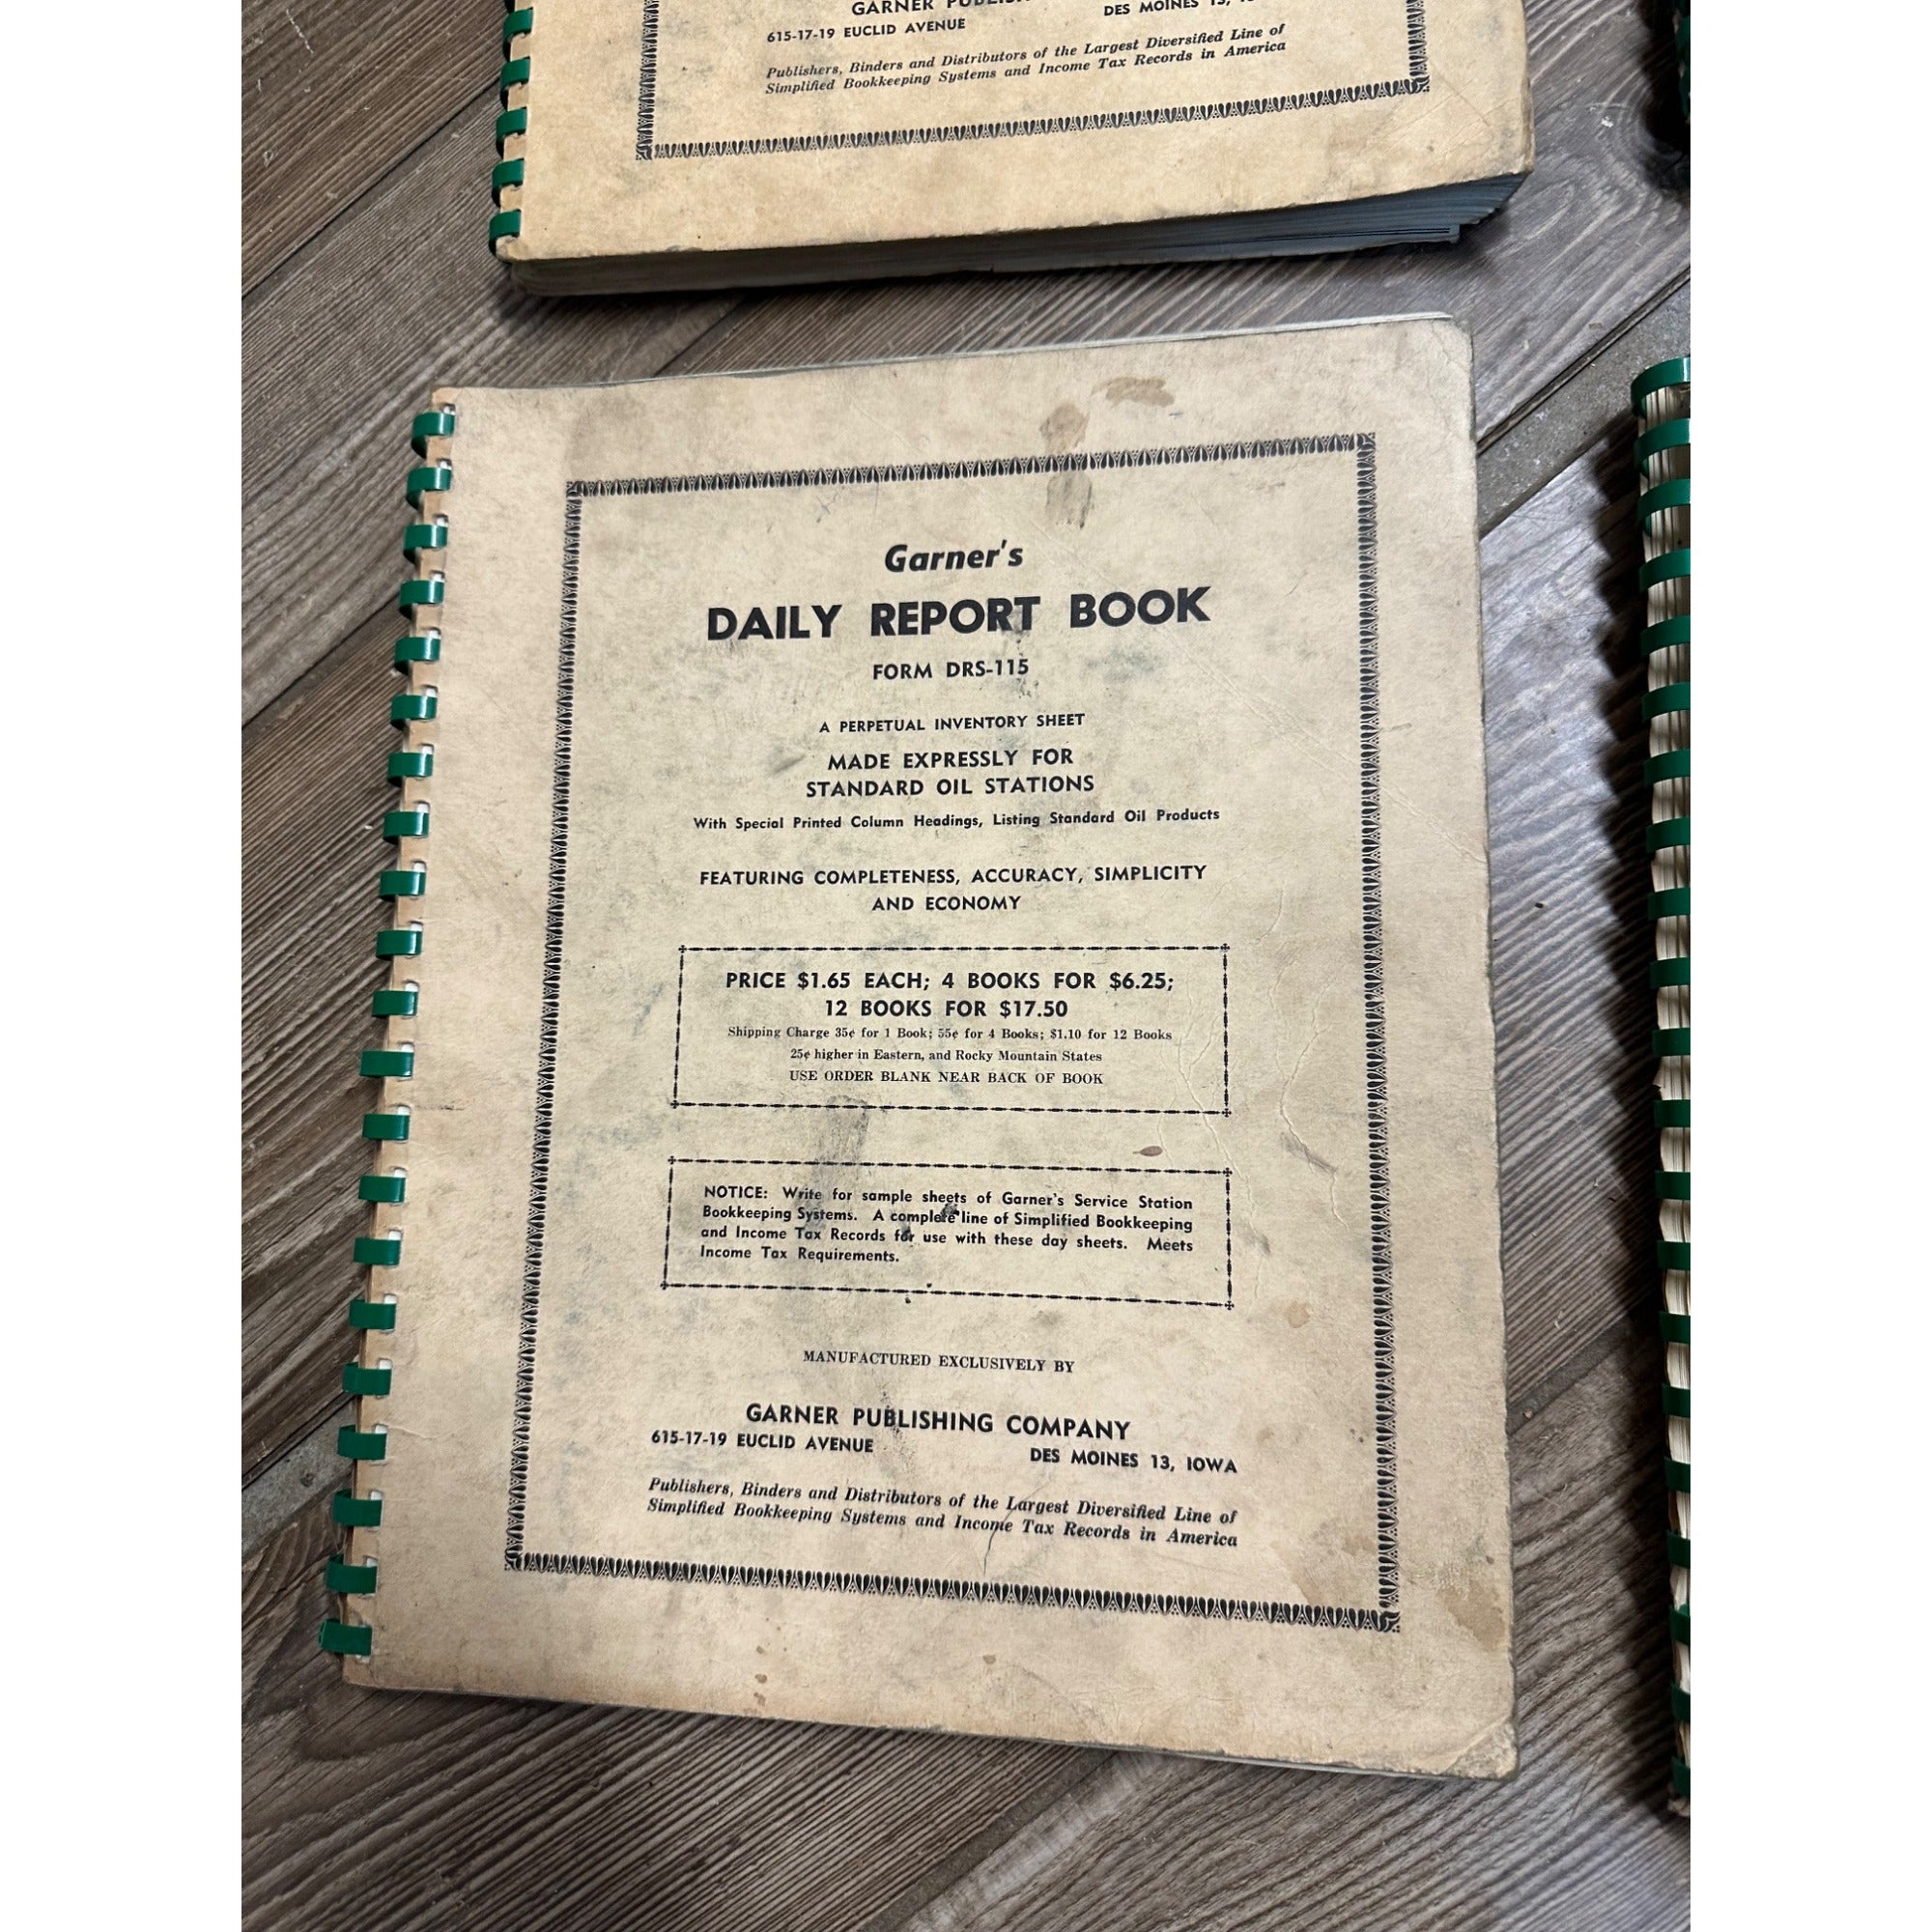 GARNER
615-17-19 EUCLID AVENUE
DES MOINES 13,
Publishers, Binders and Distributors of the Largest Diversified Line of
Simplified Bookkeeping Systems and Income Tax Records in America
Garner's
DAILY REPORT BOOK
FORM DRS-115
A PERPETUAL INVENTORY SHEET
MADE EXPRESSLY FOR
STANDARD OIL STATIONS
With Special Printed Column Headings, Listing Standard Oil Products
FEATURING COMPLETENESS, ACCURACY, SIMPLICITY
AND ECONOMY
PRICE $1.65 EACH; 4 BOOKS FOR $6.25;
12 BOOKS FOR $17.50
Shipping Charge 35¢ for 1 Book; 55¢ for 4 Books; $1.10 for 12 Books
25¢ higher in Eastern, and Rocky Mountain States
USE ORDER BLANK NEAR BACK OF BOOK
NOTICE: Write for sample sheets of Garner's Service Station
Bookkeeping Systems. A complete line of Simplified Bookkeeping
and Income Tax Records for use with these day sheets. Meets
Income Tax Requirements.
MANUFACTURED EXCLUSIVELY BY
GARNER PUBLISHING COMPANY
615-17-19 EUCLID AVENUE
DES MOINES 13, IOWA
Publishers, Binders and Distributors of the Largest Diversified Line of
Simplified Bookkeeping Systems and Income Tax Records in America